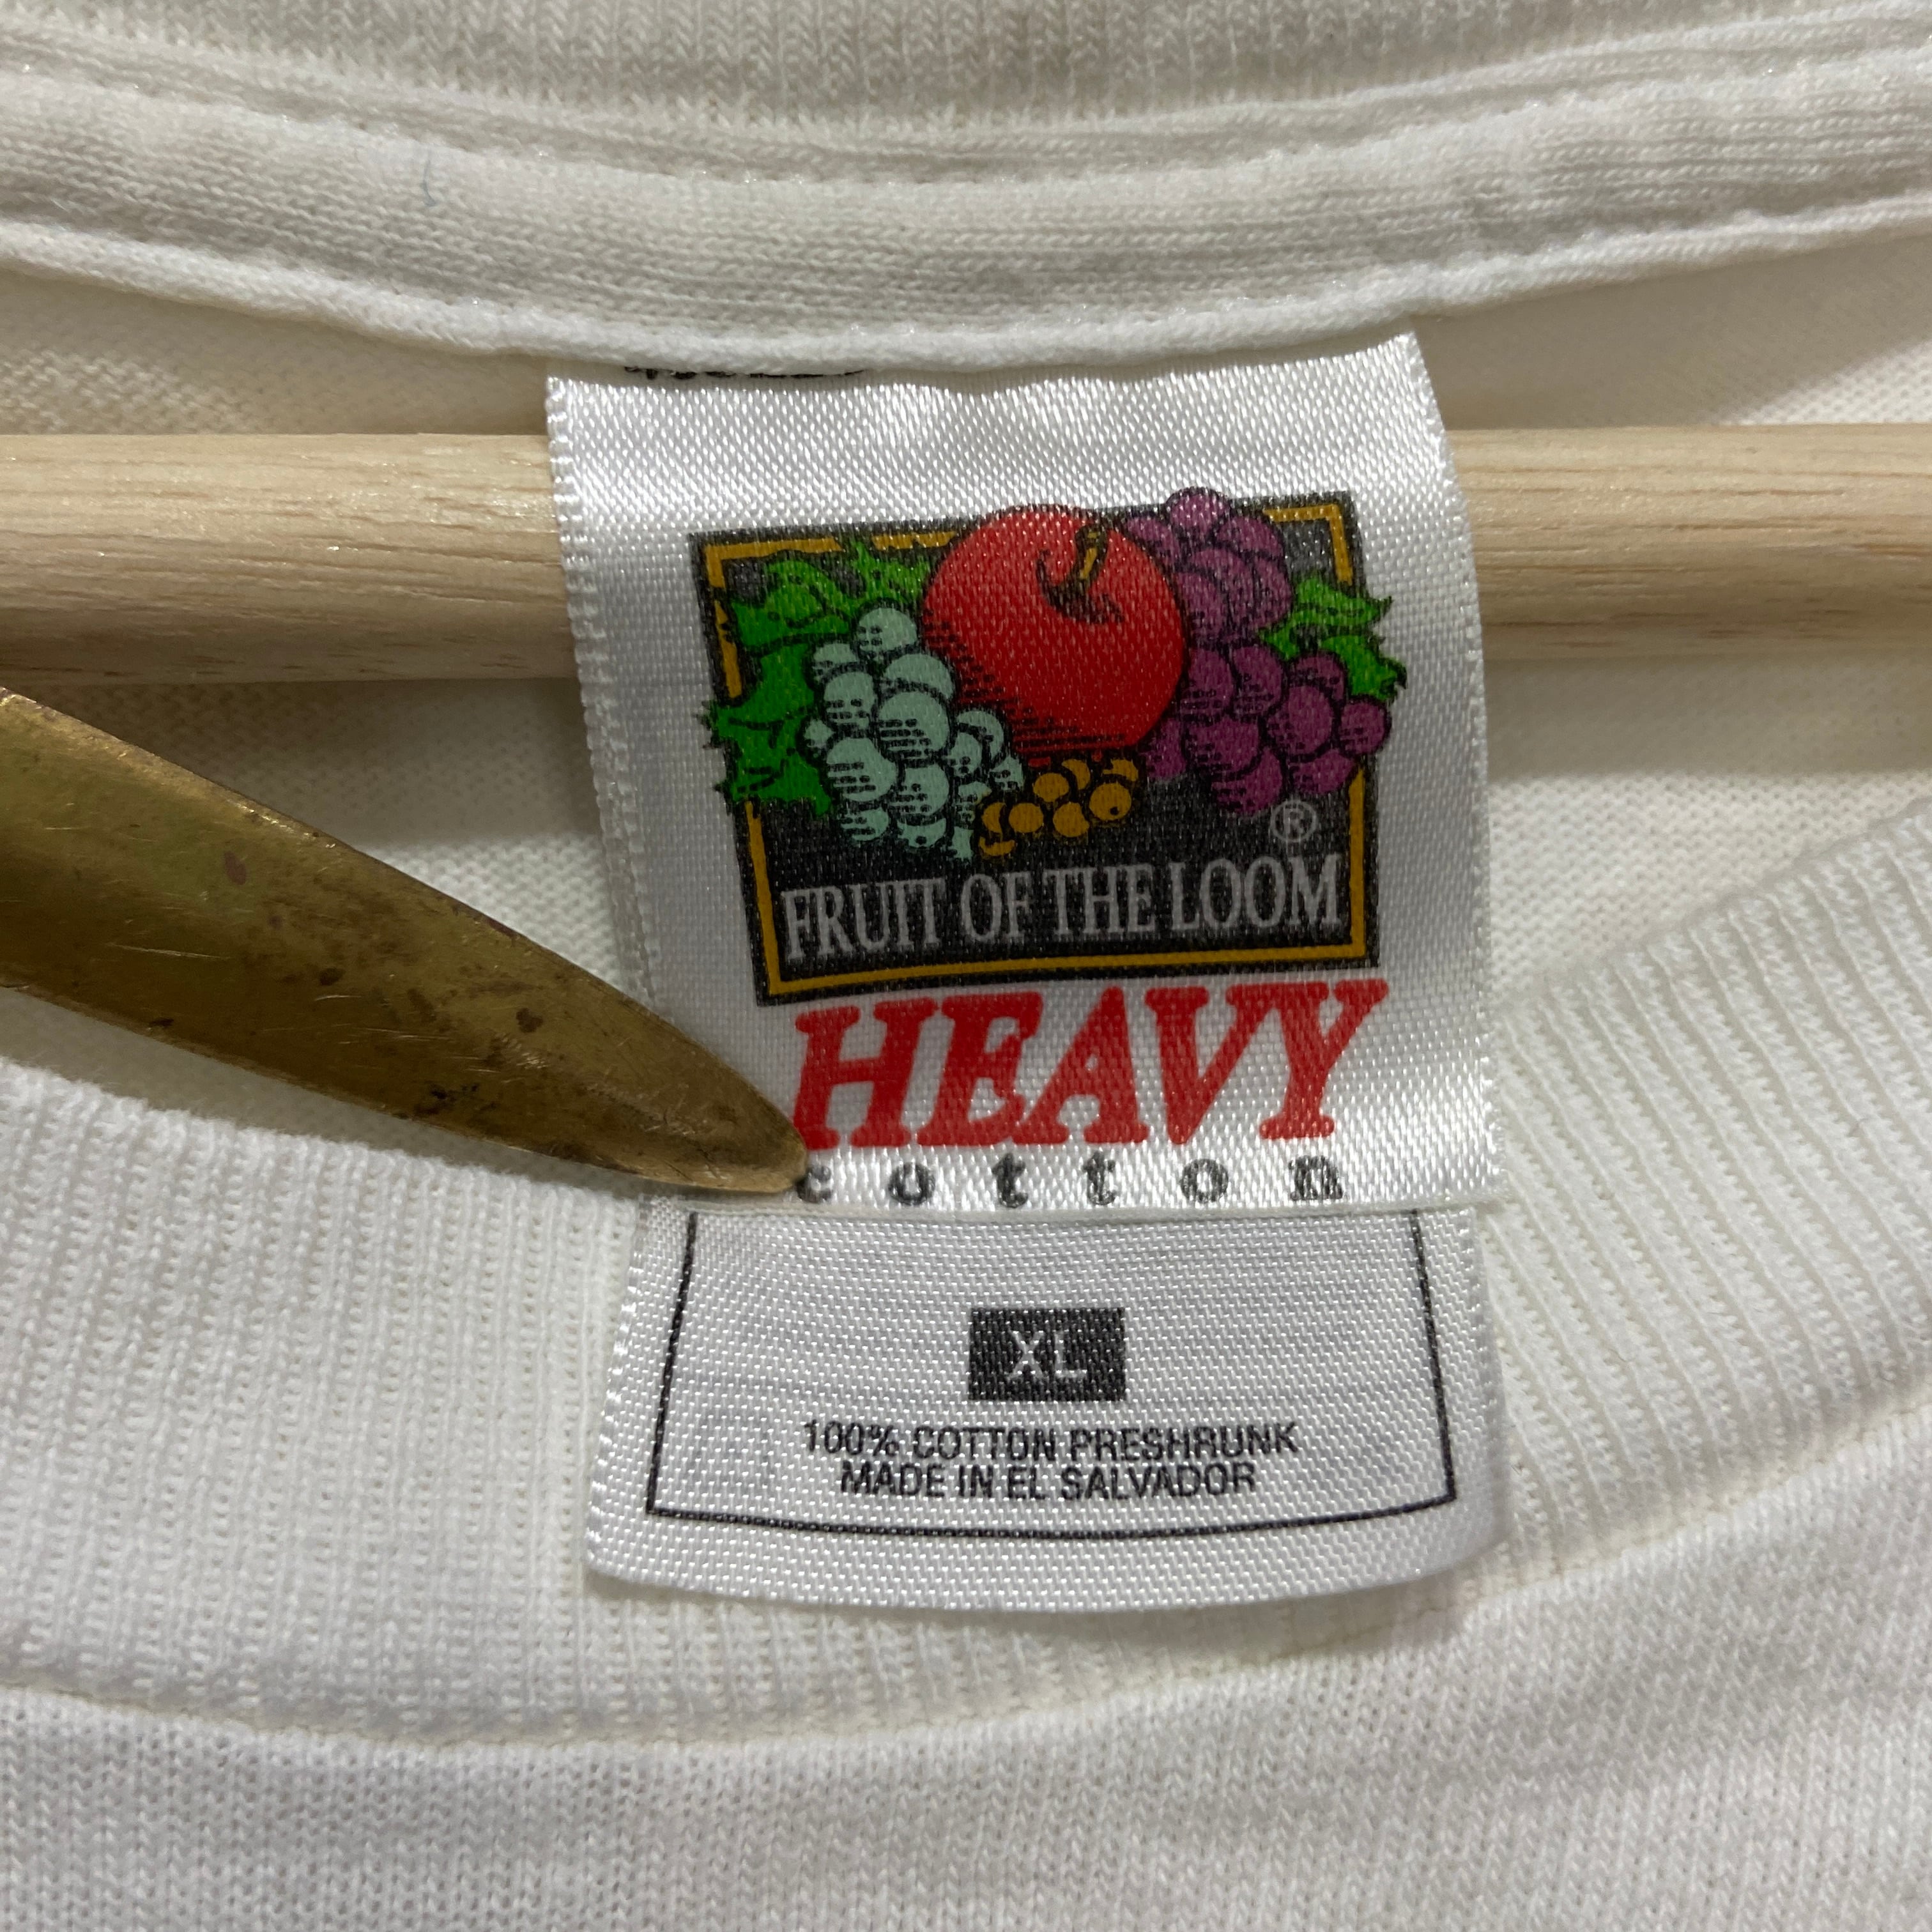 ®
FRUIT OF THE LOOM
HEAVY
cotton
XL
100% COTTON PRESHRUNK
MADE IN EL SALVADOR